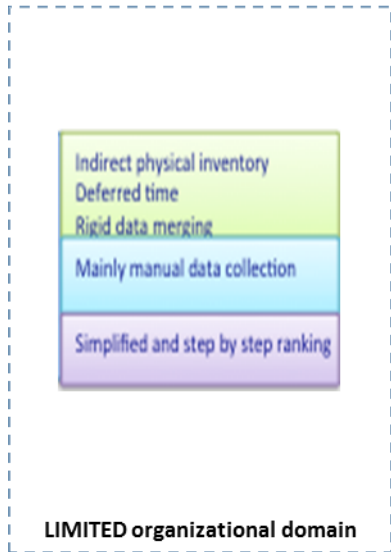 Indirect physical inventory
Deferred time
Rigid data merging
Mainly manual data collection
Simplified and step by step ranking
LIMITED organizational domain